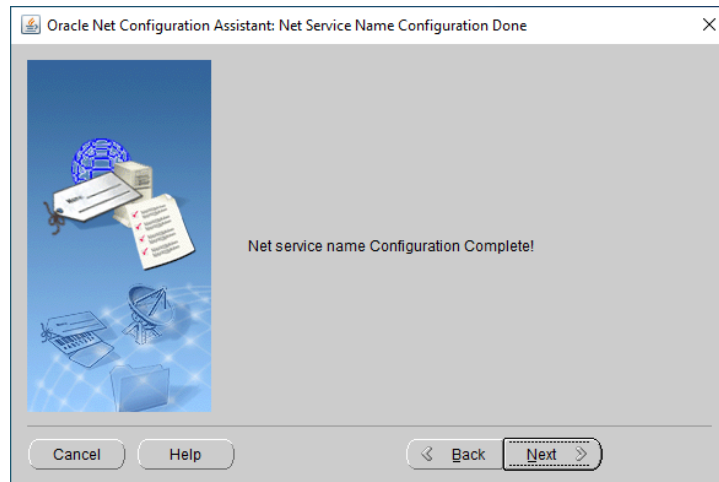 Oracle Net Configuration Assistant: Net Service Name Configuration Done
Net service name Configuration Complete!
Cancel
Help
Back
Next